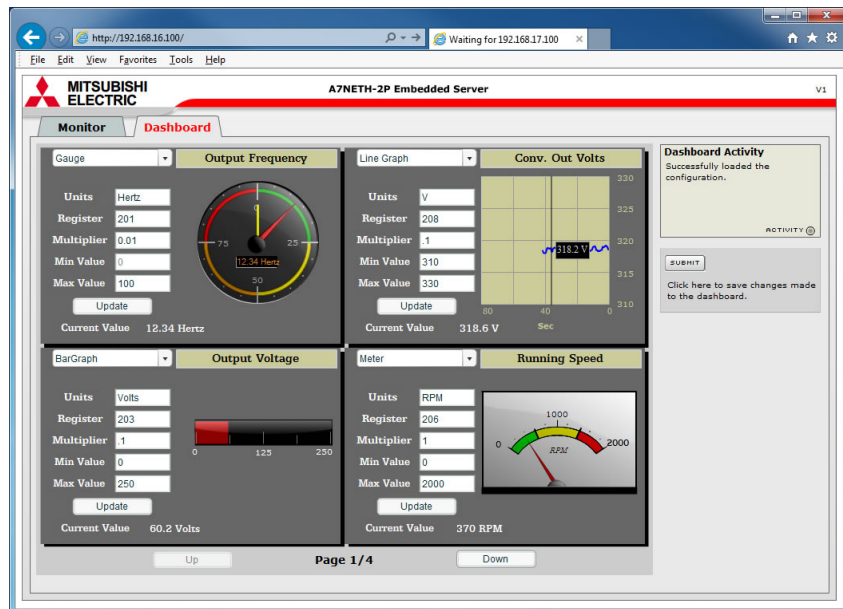 http://192.168.16.100/
Waiting for 192.168.17.100
File Edit View Favorites Tools Help
MITSUBISHI
ELECTRIC
A7NETH-2P Embedded Server
V1
Monitor
Dashboard
Gauge
Output Frequency
Units Hertz
Register 201
Multiplier 0.01
Min Value 0
Max Value 100
Update
Current Value 12.34 Hertz
0
25
50
75
12.34 Hertz
Line Graph
Conv. Out Volts
Units V
Register 208
Multiplier .1
Min Value 310
Max Value 330
Update
Current Value 318.6 V
330
325
320
315
310
318.2 V
80 40 0
Sec
BarGraph
Output Voltage
Units Volts
Register 203
Multiplier .1
Min Value 0
Max Value 250
Update
Current Value 60.2 Volts
0 125 250
Meter
Running Speed
Units RPM
Register 206
Multiplier 1
Min Value 0
Max Value 2000
Update
Current Value 370 RPM
0 1000 2000
RPM
Up
Page 1/4
Down
Dashboard Activity
Successfully loaded the
configuration.
ACTIVITY
SUBMIT
Click here to save changes made
to the dashboard.